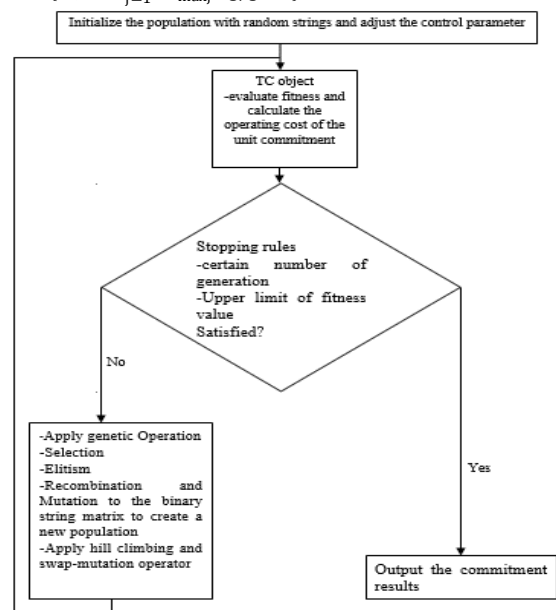 Initialize the population with random strings and adjust the control parameter
TC object
-evaluate fitness and
calculate the
operating cost of the
unit commitment
Stopping rules
-certain number of
generation
-Upper limit of fitness
value
Satisfied?
No
-Apply genetic Operation
-Selection
-Elitism
-Recombination and
Mutation to the binary
string matrix to create a
new population
-Apply hill climbing and
swap-mutation operator
Yes
Output the commitment
results